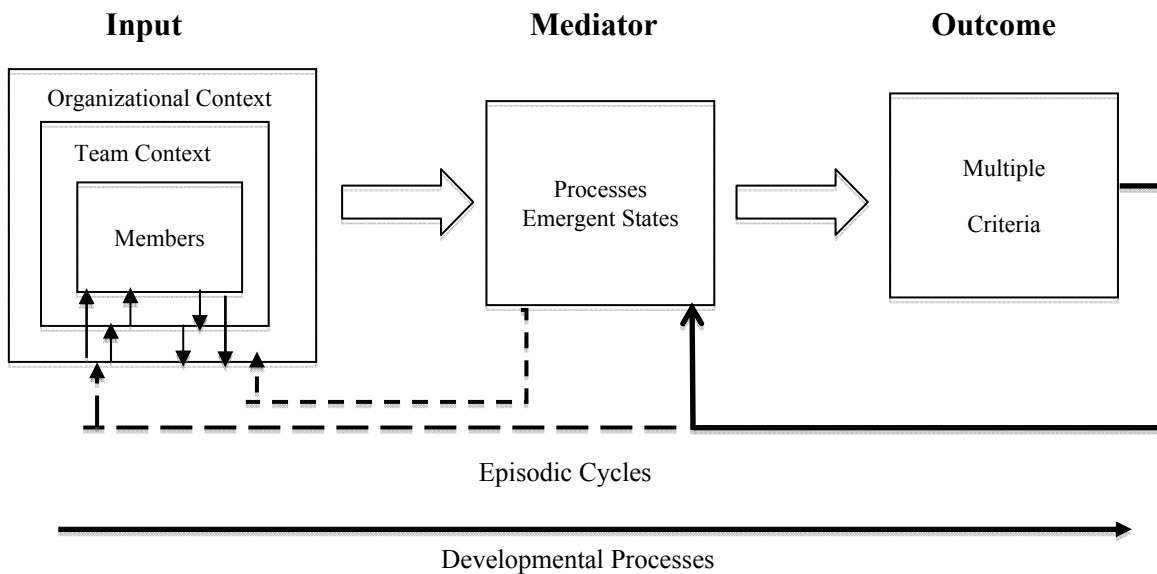 Input
Mediator
Outcome
Organizational Context
Team Context
Members
Processes
Emergent States
Multiple
Criteria
Episodic Cycles
Developmental Processes